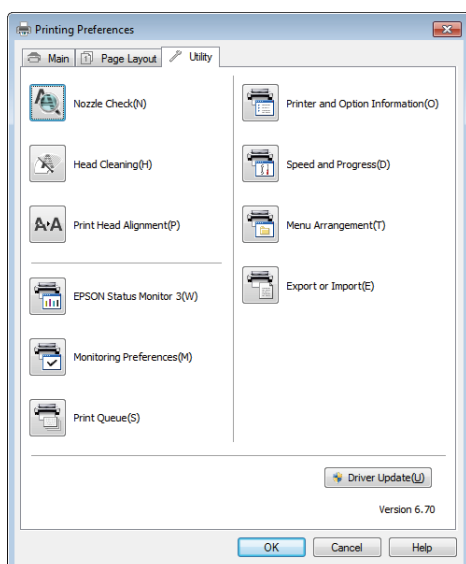 Printing Preferences
Main
Page Layout
Utility
Nozzle Check(N)
Head Cleaning(H)
A
A
Print Head Alignment(P)
EPSON Status Monitor 3(W)
Monitoring Preferences(M)
Print Queue(S)
Printer and Option Information(O)
Speed and Progress(D)
Menu Arrangement(T)
Export or Import(E)
Driver Update(U)
Version 6.70
OK
Cancel
Help